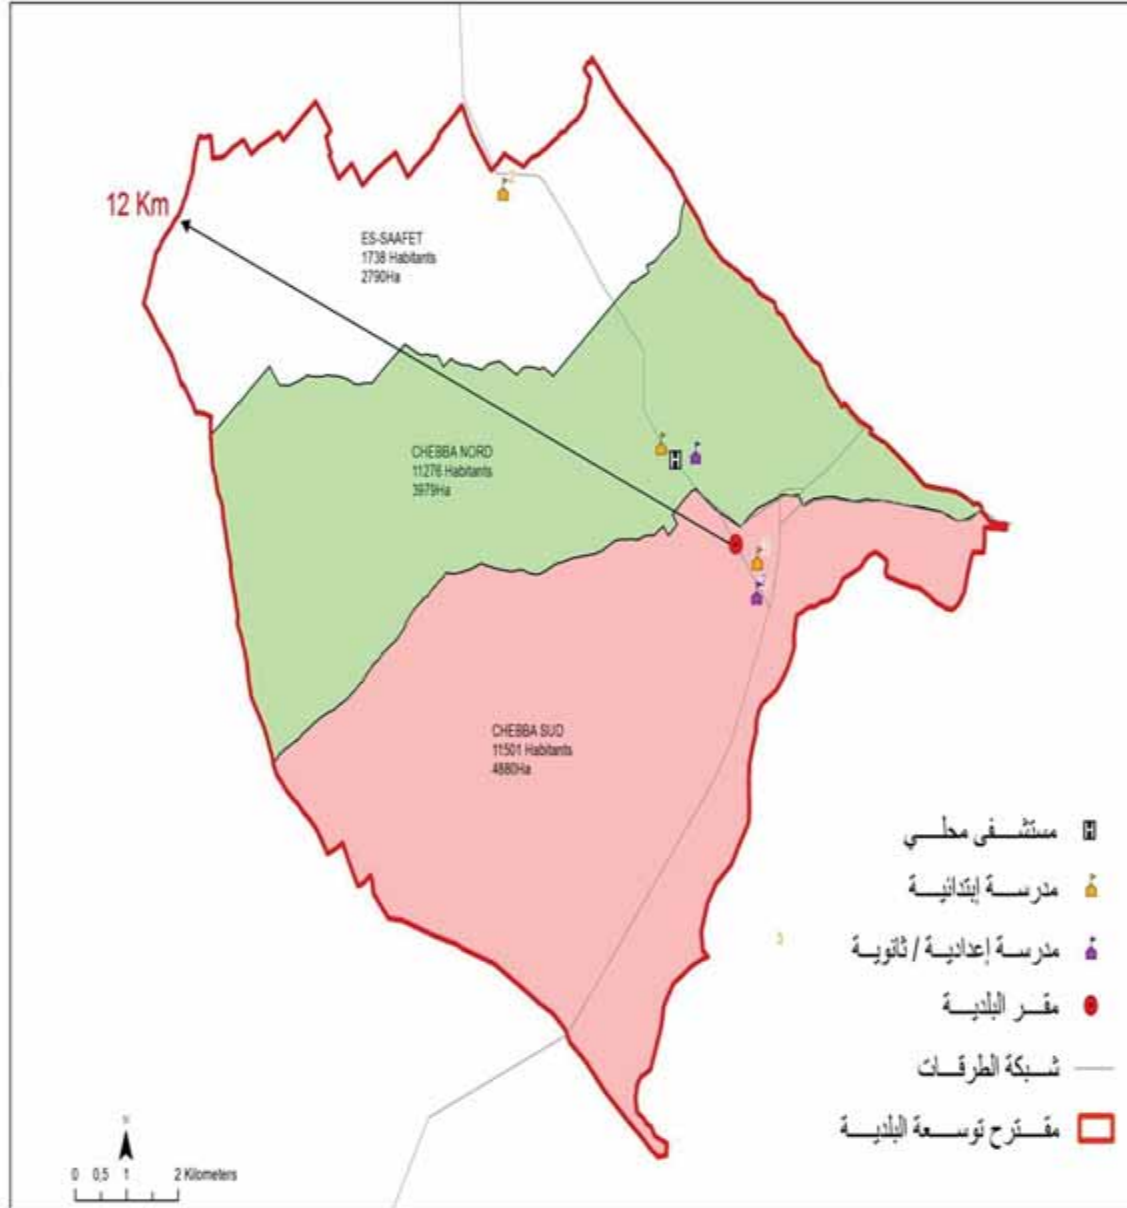 12 Km
ES-SAAFET
1738 Habitants
2790Ha
CHEBBA NORD
11276 Habitants
3979Ha
CHEBBA SUD
11501 Habitants
4880Ha
مستشفى محلي
مدرسة إبتدائية
3
مدرسة إعدادية / ثانوية
مقر البلدية
شبكة الطرقات
مقترح توسعة البلدية
N
0 0,5 1 2 Kilometers